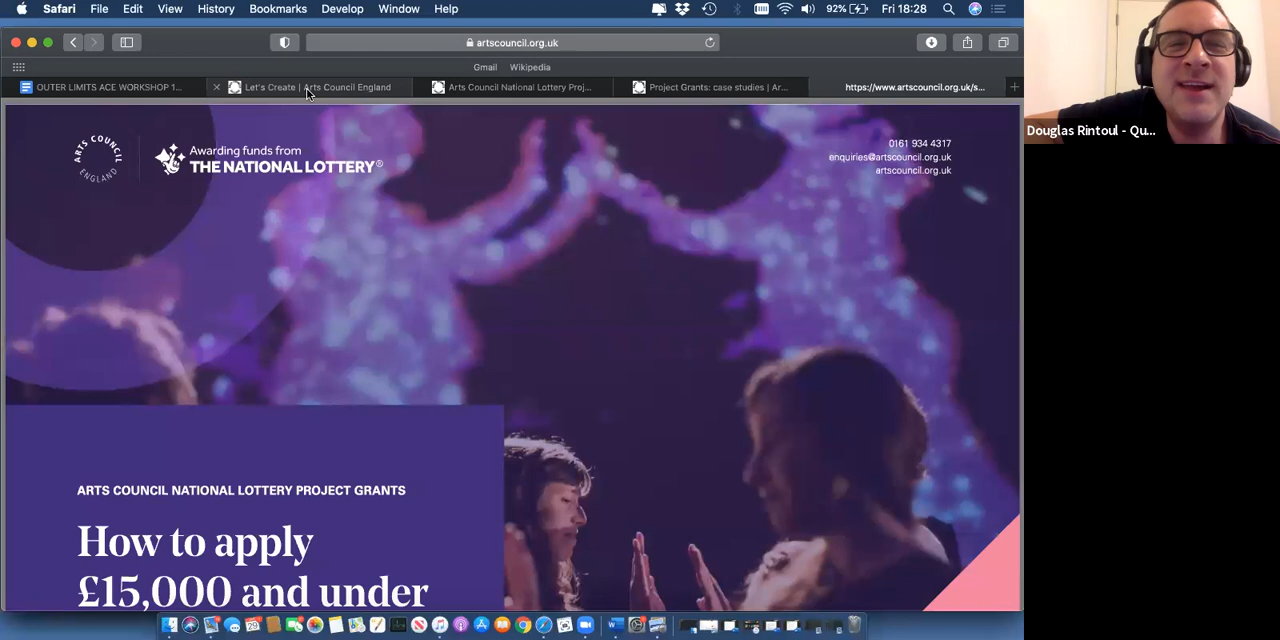 Safari File Edit View History Bookmarks Develop Window Help 92% Fri 18:28
artscouncil.org.uk
Gmail Wikipedia
OUTER LIMITS ACE WORKSHOP 1... Let's Create | Arts Council England Arts Council National Lottery Proj... Project Grants: case studies | Ar... https://www.artscouncil.org.uk/s...
Douglas Rintoul - Qu...
ARTS COUNCIL ENGLAND
Awarding funds from
THE NATIONAL LOTTERY®
0161 934 4317
enquiries@artscouncil.org.uk
artscouncil.org.uk
ARTS COUNCIL NATIONAL LOTTERY PROJECT GRANTS
How to apply
£15,000 and under